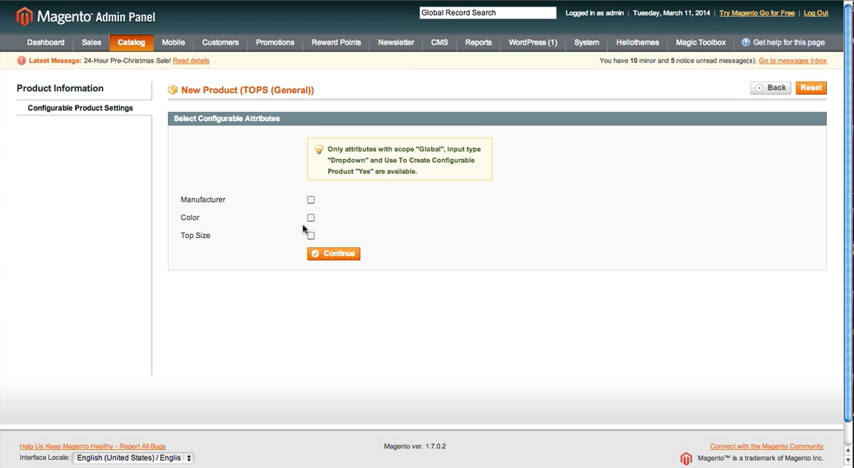 Magento Admin Panel
Global Record Search
Logged in as admin | Tuesday, March 11, 2014 | Try Magento Go for Free | Log Out
Dashboard Sales Catalog Mobile Customers Promotions Reward Points Newsletter CMS Reports WordPress (1) System Hellothemes Magic Toolbox Get help for this page
Latest Message: 24-Hour Pre-Christmas Sale! Read details You have 10 minor and 5 notice unread message(s). Go to messages inbox
Product Information
Configurable Product Settings
New Product (TOPS (General))
Back Reset
Select Configurable Attributes
Only attributes with scope "Global", input type
"Dropdown" and Use To Create Configurable
Product "Yes" are available.
Manufacturer
Color
Top Size
Continue
Help Us Keep Magento Healthy - Report All Bugs
Interface Locale: English (United States) / Englis
Magento ver. 1.7.0.2
Connect with the Magento Community
Magento™ is a trademark of Magento Inc.